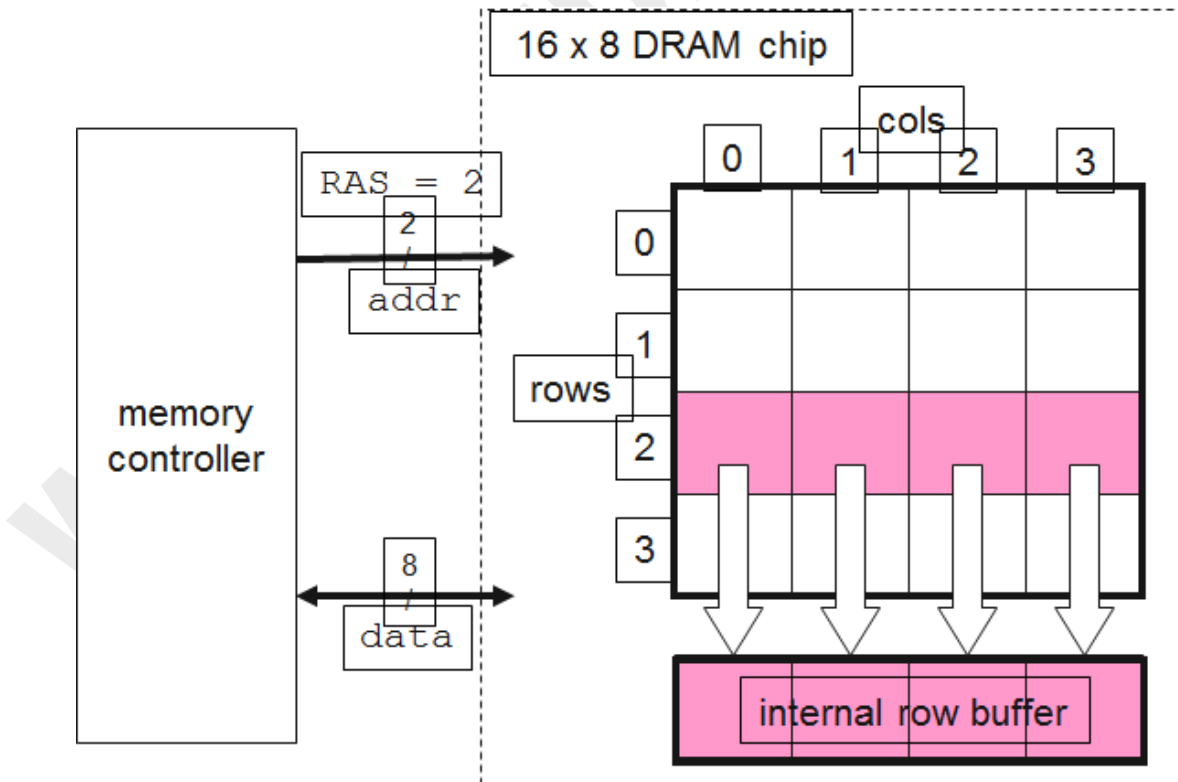 16 x 8 DRAM chip
cols
0 1 2 3
RAS = 2
2
/
addr
0
1
rows
2
3
memory
controller
8
/
data
internal row buffer